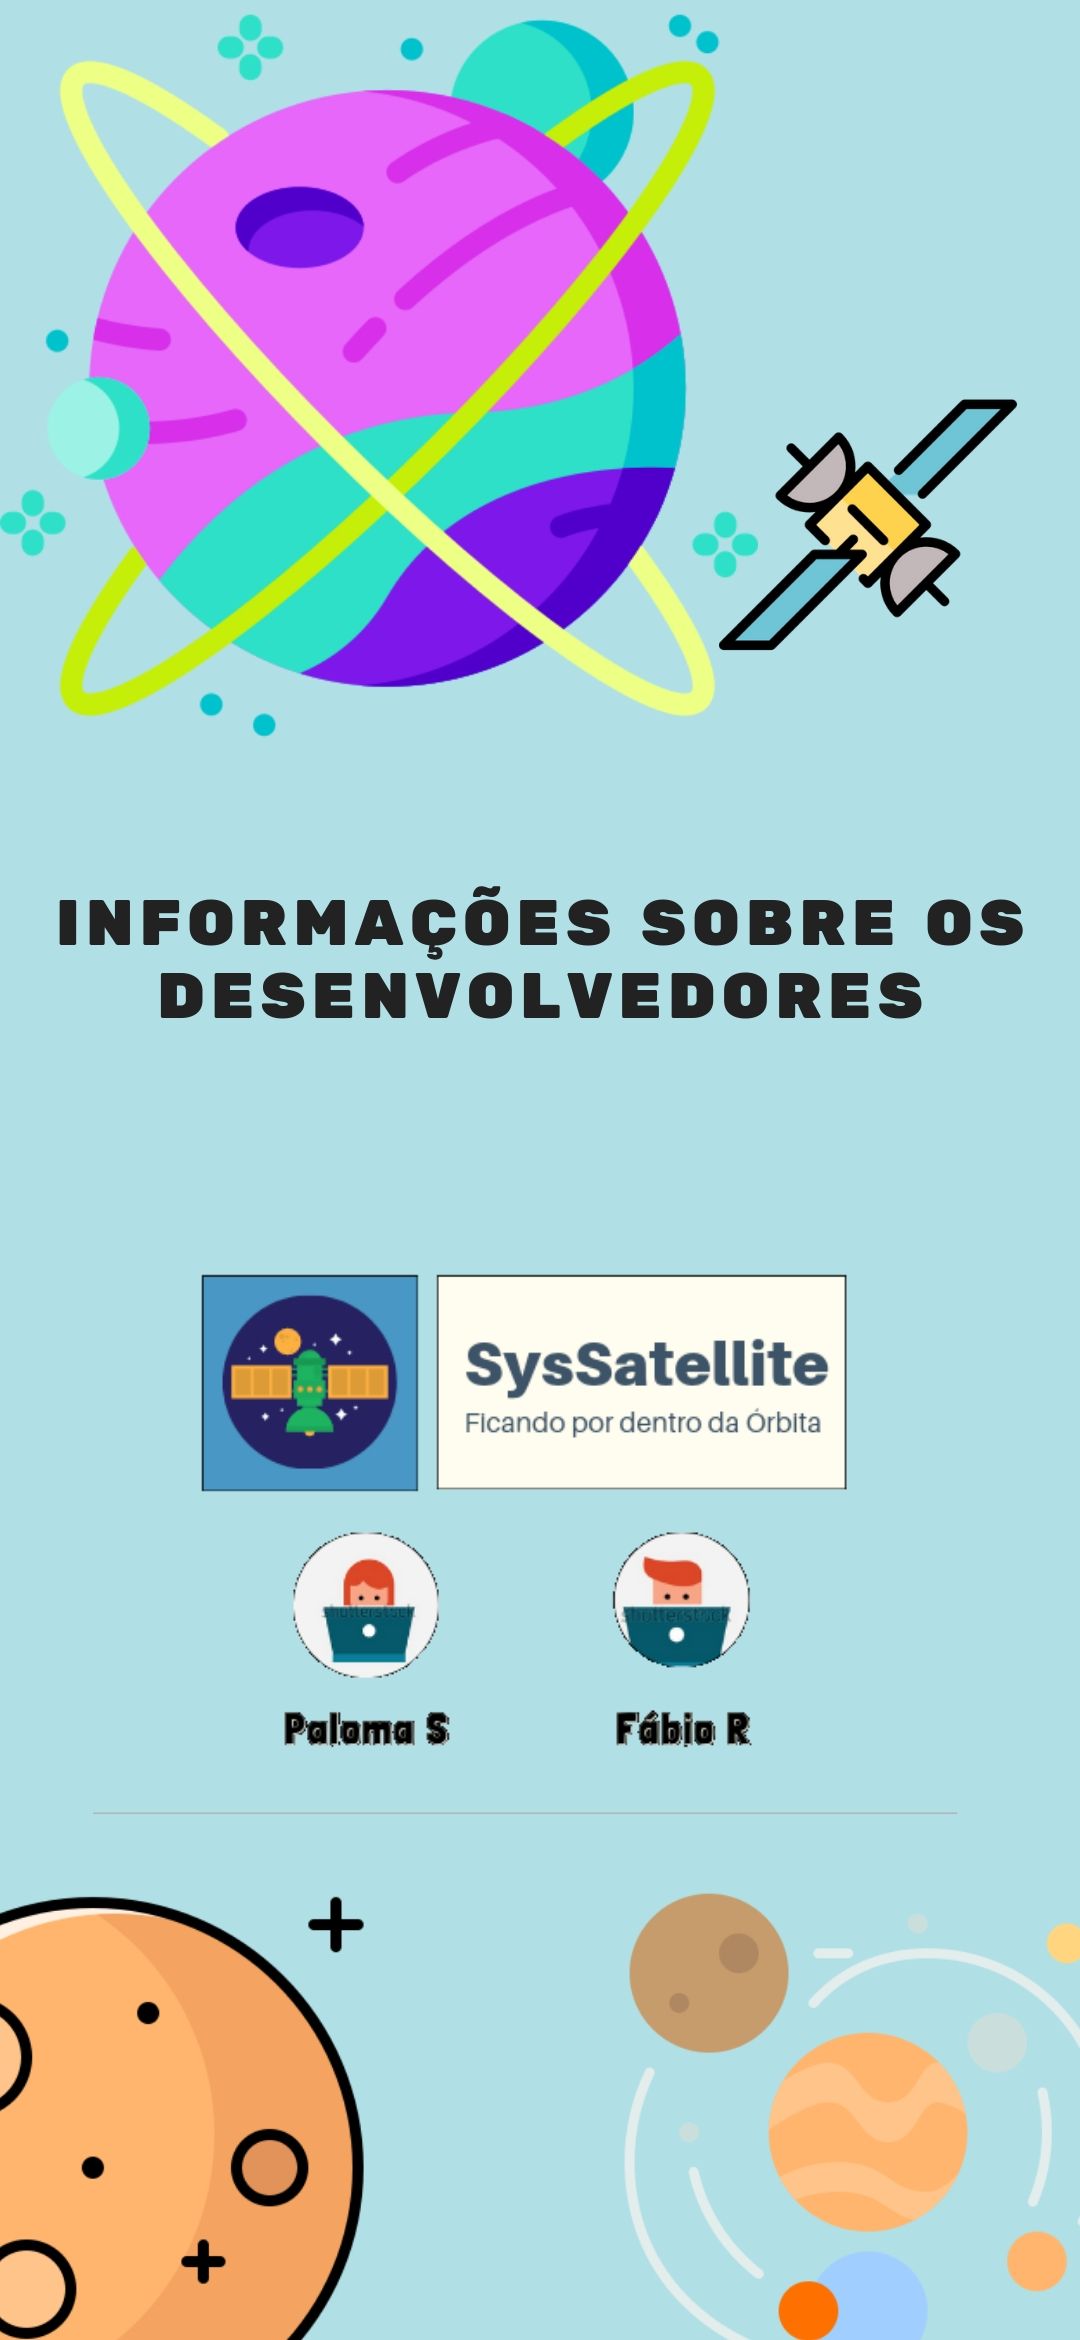 INFORMAÇÕES SOBRE OS
DESENVOLVEDORES
SysSatellite
Ficando por dentro da Órbita
shutterstock
shutterstock
Paloma S
Fábio R